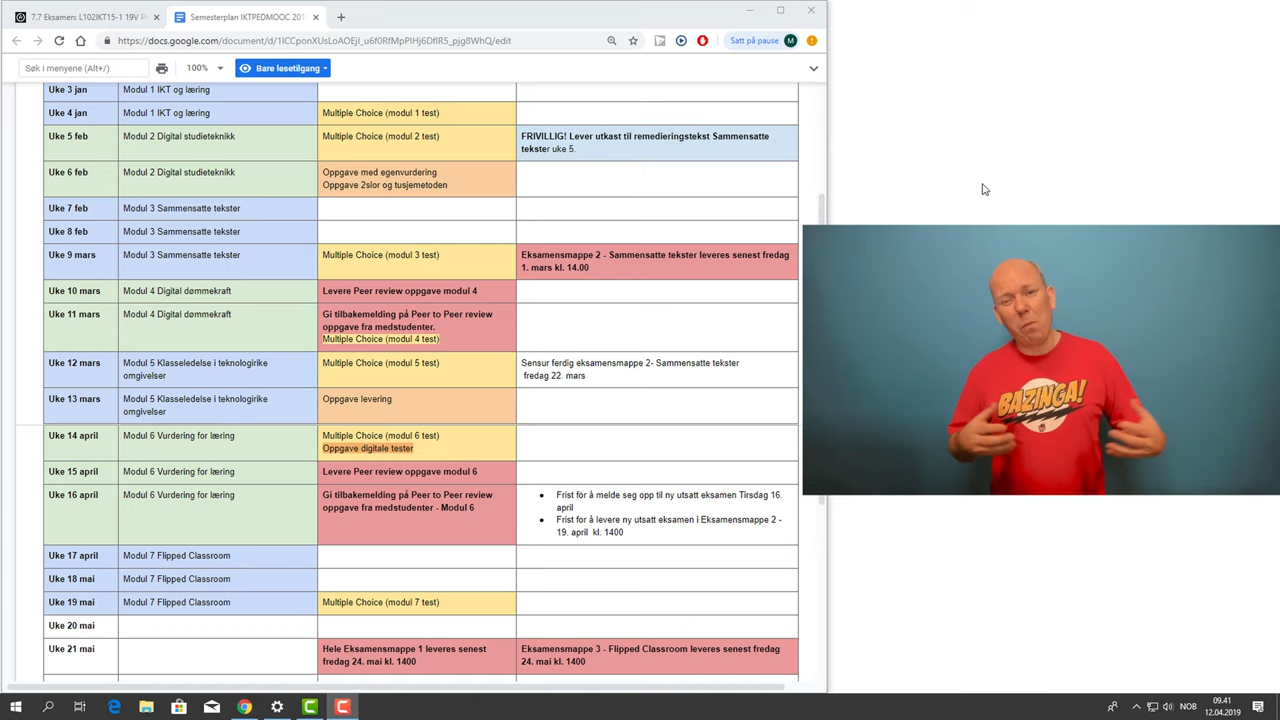 7.7 Eksamen: L102IKT15-1 19V P
Semesterplan IKTPEDMOOC 201
https://docs.google.com/document/d/1lCCponXUsLoAOEjI_u6f0RfMpPIHj6DflR5_pjg8WhQ/edit
Satt på pause
M
Søk i menyene (Alt+/)
100%
Bare lesetilgang
Uke 3 jan
Modul 1 IKT og læring
Uke 4 jan
Modul 1 IKT og læring
Multiple Choice (modul 1 test)
Uke 5 feb
Modul 2 Digital studieteknikk
Multiple Choice (modul 2 test)
FRIVILLIG! Lever utkast til remedieringstekst Sammensatte
tekster uke 5.
Uke 6 feb
Modul 2 Digital studieteknikk
Oppgave med egenvurdering
Oppgave 2slor og tusjemetoden
Uke 7 feb
Modul 3 Sammensatte tekster
Uke 8 feb
Modul 3 Sammensatte tekster
Uke 9 mars
Modul 3 Sammensatte tekster
Multiple Choice (modul 3 test)
Eksamensmappe 2 - Sammensatte tekster leveres senest fredag
1. mars kl. 14.00
Uke 10 mars
Modul 4 Digital dømmekraft
Levere Peer review oppgave modul 4
Uke 11 mars
Modul 4 Digital dømmekraft
Gi tilbakemelding på Peer to Peer review
oppgave fra medstudenter.
Multiple Choice (modul 4 test)
Uke 12 mars
Modul 5 Klasseledelse i teknologirike
omgivelser
Multiple Choice (modul 5 test)
Sensur ferdig eksamensmappe 2- Sammensatte tekster
fredag 22. mars
Uke 13 mars
Modul 5 Klasseledelse i teknologirike
omgivelser
Oppgave levering
Uke 14 april
Modul 6 Vurdering for læring
Multiple Choice (modul 6 test)
Oppgave digitale tester
Uke 15 april
Modul 6 Vurdering for læring
Levere Peer review oppgave modul 6
Uke 16 april
Modul 6 Vurdering for læring
Gi tilbakemelding på Peer to Peer review
oppgave fra medstudenter - Modul 6
Frist for å melde seg opp til ny utsatt eksamen Tirsdag 16.
april
Frist for å levere ny utsatt eksamen i Eksamensmappe 2 -
19. april kl. 1400
Uke 17 april
Modul 7 Flipped Classroom
Uke 18 mai
Modul 7 Flipped Classroom
Uke 19 mai
Modul 7 Flipped Classroom
Multiple Choice (modul 7 test)
Uke 20 mai
Uke 21 mai
Hele Eksamensmappe 1 leveres senest
fredag 24. mai kl. 1400
Eksamensmappe 3 - Flipped Classroom leveres senest fredag
24. mai kl. 1400
BAZINGA!
NOB
09.41
12.04.2019